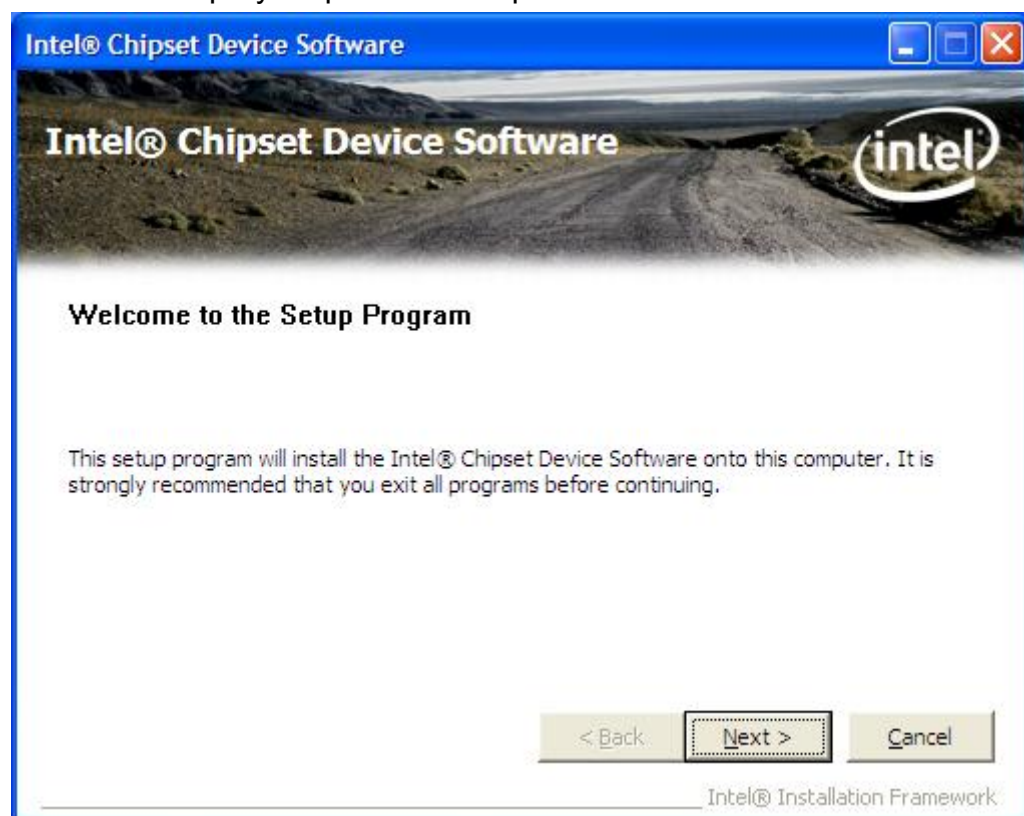 Intel® Chipset Device Software
Intel® Chipset Device Software
intel
Welcome to the Setup Program
This setup program will install the Intel® Chipset Device Software onto this computer. It is
strongly recommended that you exit all programs before continuing.
< Back
Next >
Cancel
Intel® Installation Framework